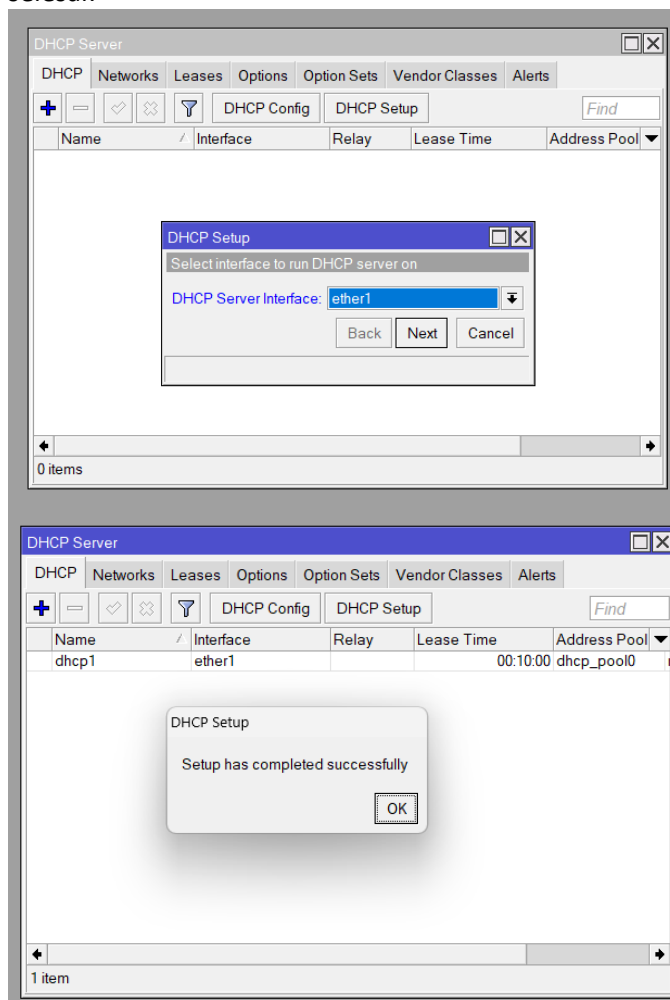 DHCP Server
DHCP Networks Leases Options Option Sets Vendor Classes Alerts
DHCP Config DHCP Setup Find
Name Interface Relay Lease Time Address Pool
DHCP Setup
Select interface to run DHCP server on
DHCP Server Interface: ether1
Back Next Cancel
0 items
DHCP Server
DHCP Networks Leases Options Option Sets Vendor Classes Alerts
DHCP Config DHCP Setup Find
Name Interface Relay Lease Time Address Pool
dhcp1 ether1 00:10:00 dhcp_pool0
DHCP Setup
Setup has completed successfully
OK
1 item